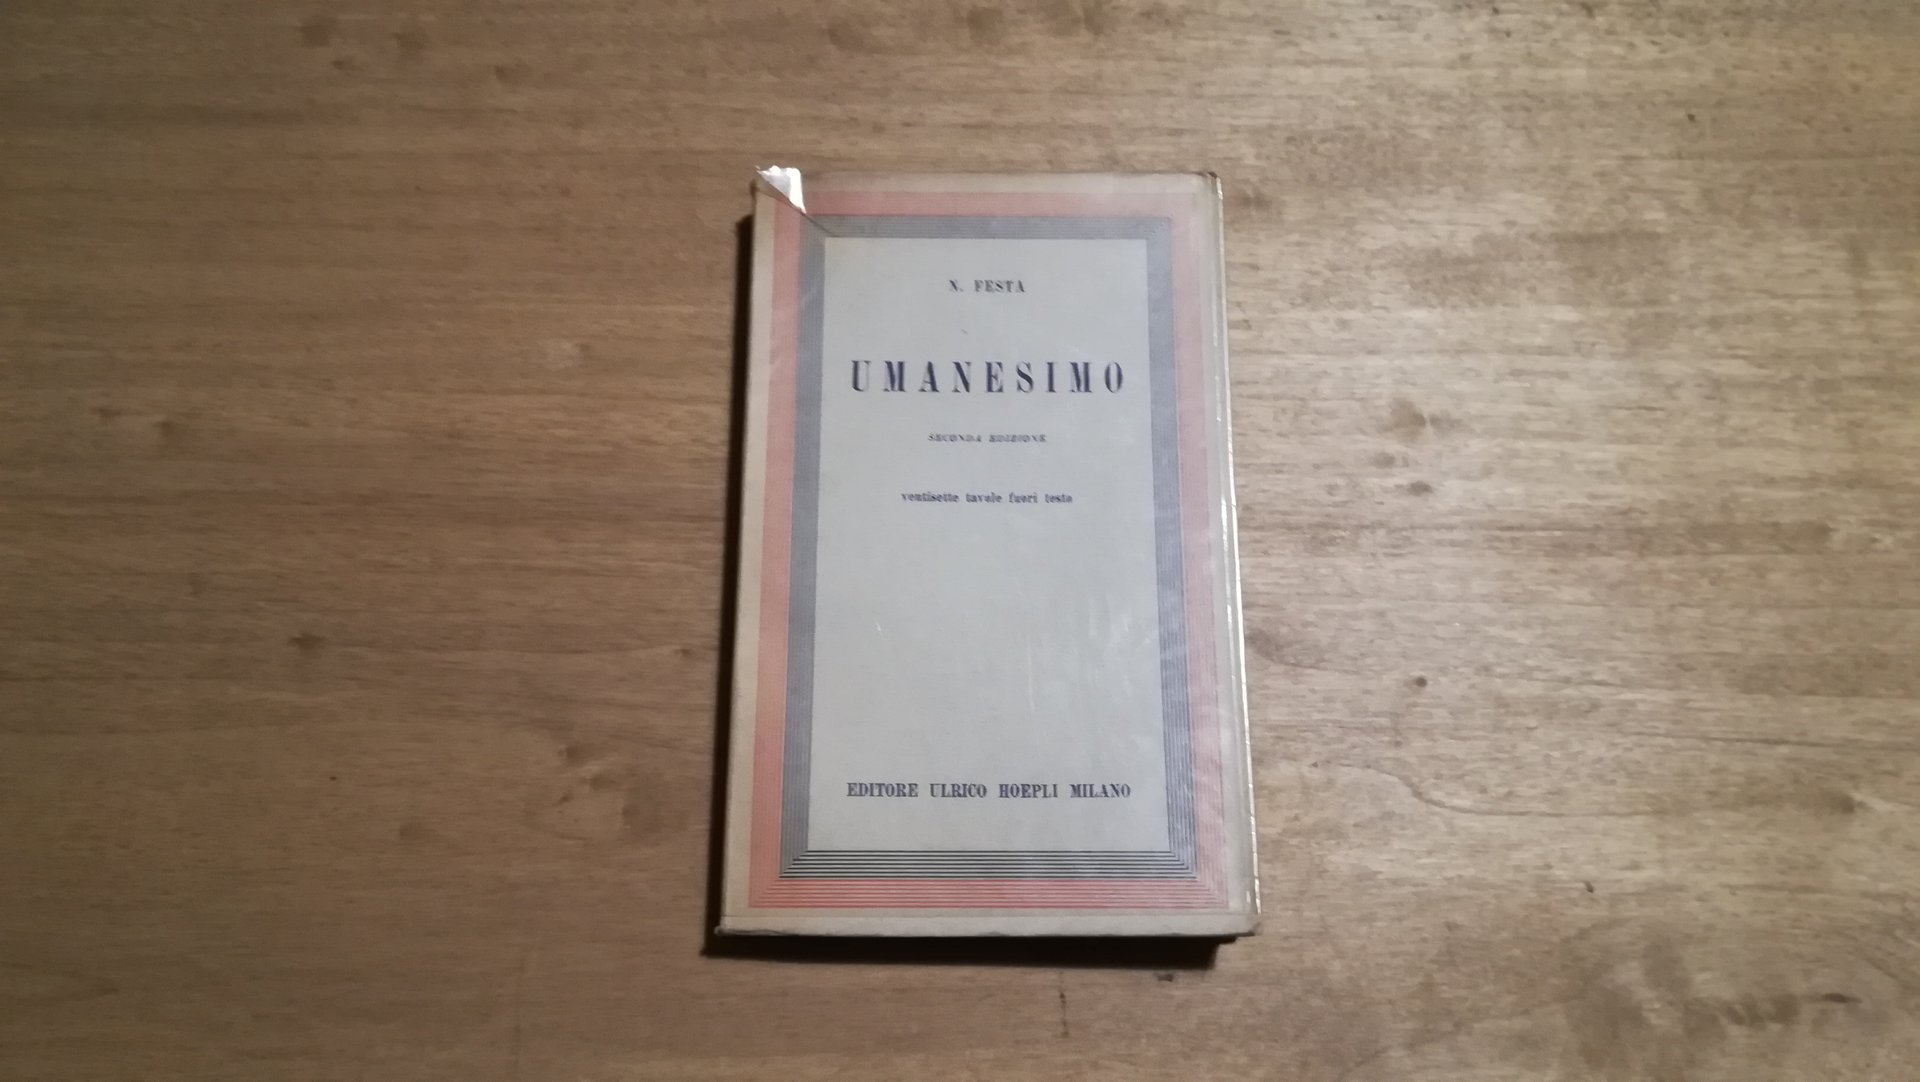 N. FESTA
UMANESIMO
SECONDA EDIZIONE
ventisette tavole fuori testo
EDITORE ULRICO HOEPLI MILANO